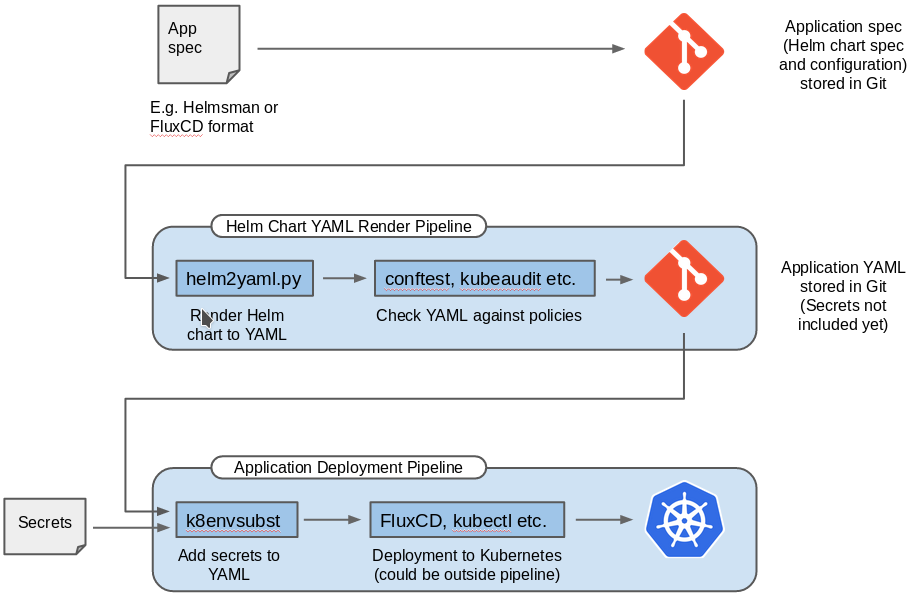 App
spec
Application spec
(Helm chart spec
and configuration)
stored in Git
E.g. Helmsman or
FluxCD format
Helm Chart YAML Render Pipeline
helm2yaml.py
conftest, kubeaudit etc.
Render Helm
chart to YAML
Check YAML against policies
Application YAML
stored in Git
(Secrets not
included yet)
Application Deployment Pipeline
Secrets
k8envsubst
FluxCD, kubectl etc.
Add secrets to
YAML
Deployment to Kubernetes
(could be outside pipeline)